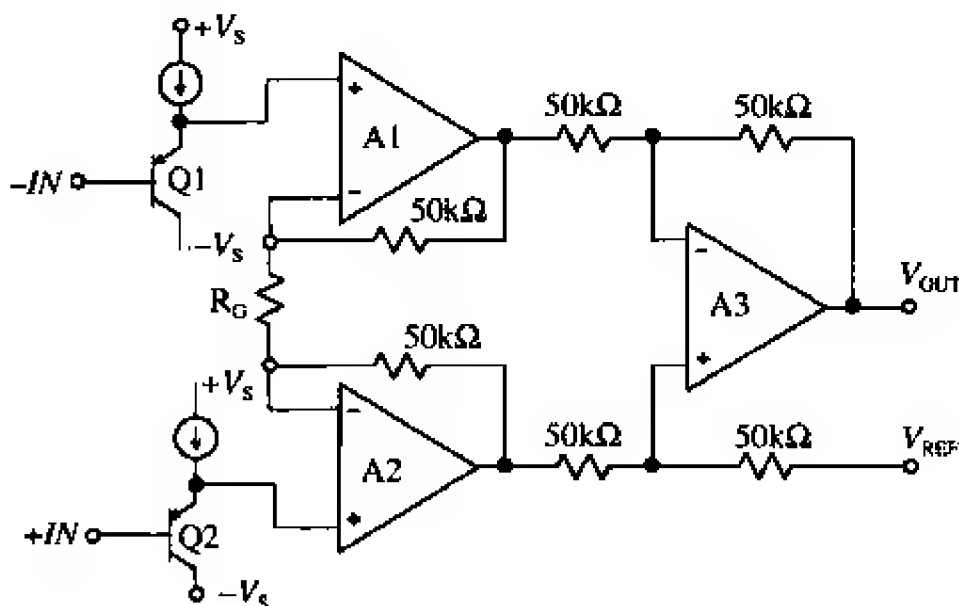 +V_S
A1
+
-
50kΩ
50kΩ
Q1
-IN
-V_S
50kΩ
R_G
A3
-
+
V_OUT
50kΩ
+V_S
A2
-
+
50kΩ
50kΩ
V_REF
+IN
Q2
-V_S